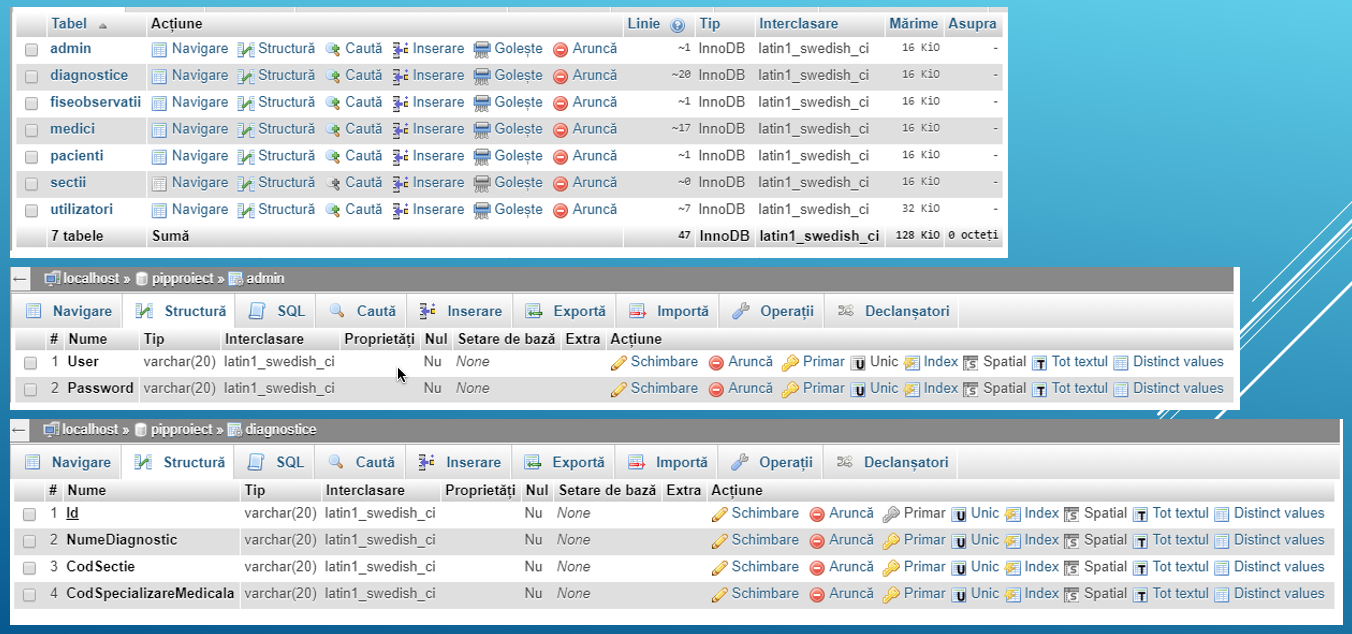 Tabel Acțiune Linie Tip Interclasare Mărime Asupra
admin Navigare Structură Caută Inserare Golește Aruncă ~1 InnoDB latin1_swedish_ci 16 KiO -
diagnostice Navigare Structură Caută Inserare Golește Aruncă ~20 InnoDB latin1_swedish_ci 16 KiO -
fiseobservatii Navigare Structură Caută Inserare Golește Aruncă ~1 InnoDB latin1_swedish_ci 16 KiO -
medici Navigare Structură Caută Inserare Golește Aruncă ~17 InnoDB latin1_swedish_ci 16 KiO -
pacienti Navigare Structură Caută Inserare Golește Aruncă ~1 InnoDB latin1_swedish_ci 16 KiO -
sectii Navigare Structură Caută Inserare Golește Aruncă ~0 InnoDB latin1_swedish_ci 16 KiO -
utilizatori Navigare Structură Caută Inserare Golește Aruncă ~7 InnoDB latin1_swedish_ci 32 KiO -
7 tabele Sumă 47 InnoDB latin1_swedish_ci 128 KiO 0 octeți
localhost » pipproiect » admin
Navigare Structură SQL Caută Inserare Exportă Importă Operații Declanșatori
# Nume Tip Interclasare Proprietăți Nul Setare de bază Extra Acțiune
1 User varchar(20) latin1_swedish_ci Nu None Schimbare Aruncă Primar Unic Index Spatial Tot textul Distinct values
2 Password varchar(20) latin1_swedish_ci Nu None Schimbare Aruncă Primar Unic Index Spatial Tot textul Distinct values
localhost » pipproiect » diagnostice
Navigare Structură SQL Caută Inserare Exportă Importă Operații Declanșatori
# Nume Tip Interclasare Proprietăți Nul Setare de bază Extra Acțiune
1 Id varchar(20) latin1_swedish_ci Nu None Schimbare Aruncă Primar Unic Index Spatial Tot textul Distinct values
2 NumeDiagnostic varchar(20) latin1_swedish_ci Nu None Schimbare Aruncă Primar Unic Index Spatial Tot textul Distinct values
3 CodSectie varchar(20) latin1_swedish_ci Nu None Schimbare Aruncă Primar Unic Index Spatial Tot textul Distinct values
4 CodSpecializareMedicala varchar(20) latin1_swedish_ci Nu None Schimbare Aruncă Primar Unic Index Spatial Tot textul Distinct values